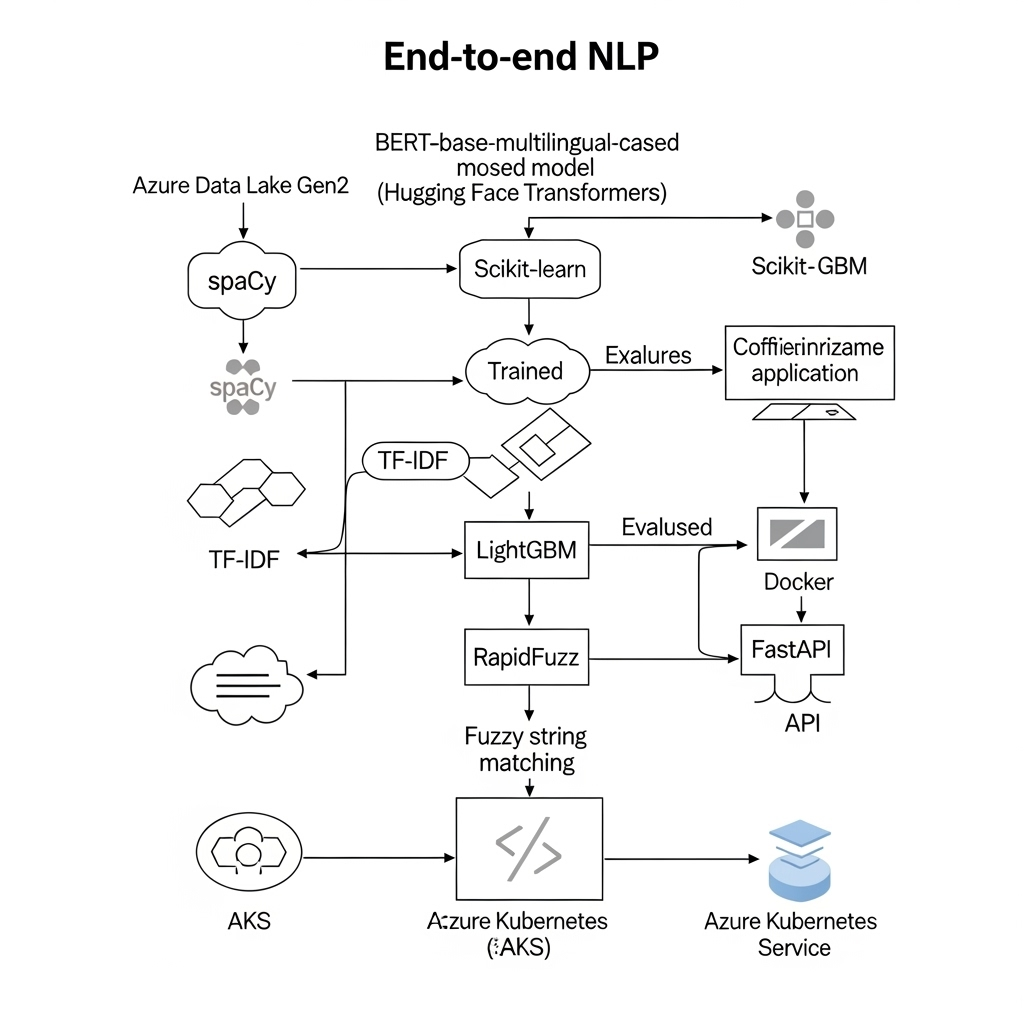 End-to-end NLP
BERT-base-multilingual-cased
mosed model
(Hugging Face Transformers)
Azure Data Lake Gen2
spaCy
Scikit-learn
Scikit-GBM
spaCy
Trained
Exalures
application
TF-IDF
TF-IDF
LightGBM
Evalused
Docker
RapidFuzz
FastAPI
API
Fuzzy string
matching
</>
AKS
Azure Kubernetes
(AKS)
Azure Kubernetes
Service